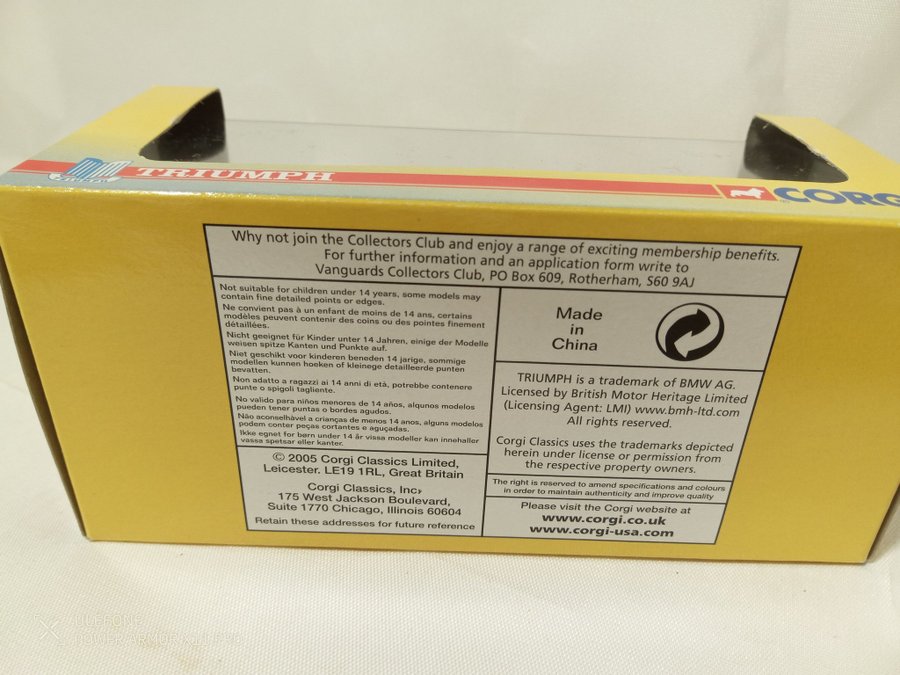 TRIUMPH
CORG
Why not join the Collectors Club and enjoy a range of exciting membership benefits.
For further information and an application form write to
Vanguards Collectors Club, PO Box 609, Rotherham, S60 9AJ
Not suitable for children under 14 years, some models may
contain fine detailed points or edges.
Ne convient pas à un enfant de moins de 14 ans, certains
modèles peuvent contenir des coins ou des pointes finement
détaillées.
Nicht geeignet für Kinder unter 14 Jahren, einige der Modelle
weisen spitze Kanten und Punkte auf.
Niet geschikt voor kinderen beneden 14 jarige, sommige
modellen kunnen hoeken of kleinege detailleerde punten
bevatten.
Non adatto a ragazzi ai 14 anni di età, potrebbe contenere
punte o spigoli tagliente.
No valido para niños menores de 14 años, alqunos modelos
pueden tener puntas o bordes agudos.
Não aconselhável a crianças de menos 14 anos, alguns modelos
podem conter peças cortantes e aguçadas.
Ikke egnet for børn under 14 år vissa modeller kan innehaller
vassa spetsar eller kanter.
© 2005 Corgi Classics Limited,
Leicester. LE19 1RL, Great Britain
Corgi Classics, Inc,
175 West Jackson Boulevard,
Suite 1770 Chicago, Illinois 60604
Retain these addresses for future reference
Made
in
China
TRIUMPH is a trademark of BMW AG.
Licensed by British Motor Heritage Limited
(Licensing Agent: LMI) www.bmh-ltd.com
All rights reserved.
Corgi Classics uses the trademarks depicted
herein under license or permission from
the respective property owners.
The right is reserved to amend specifications and colours
in order to maintain authenticity and improve quality
Please visit the Corgi website at
www.corgi.co.uk
www.corgi-usa.com
ULEFONE
POWER ARMOR